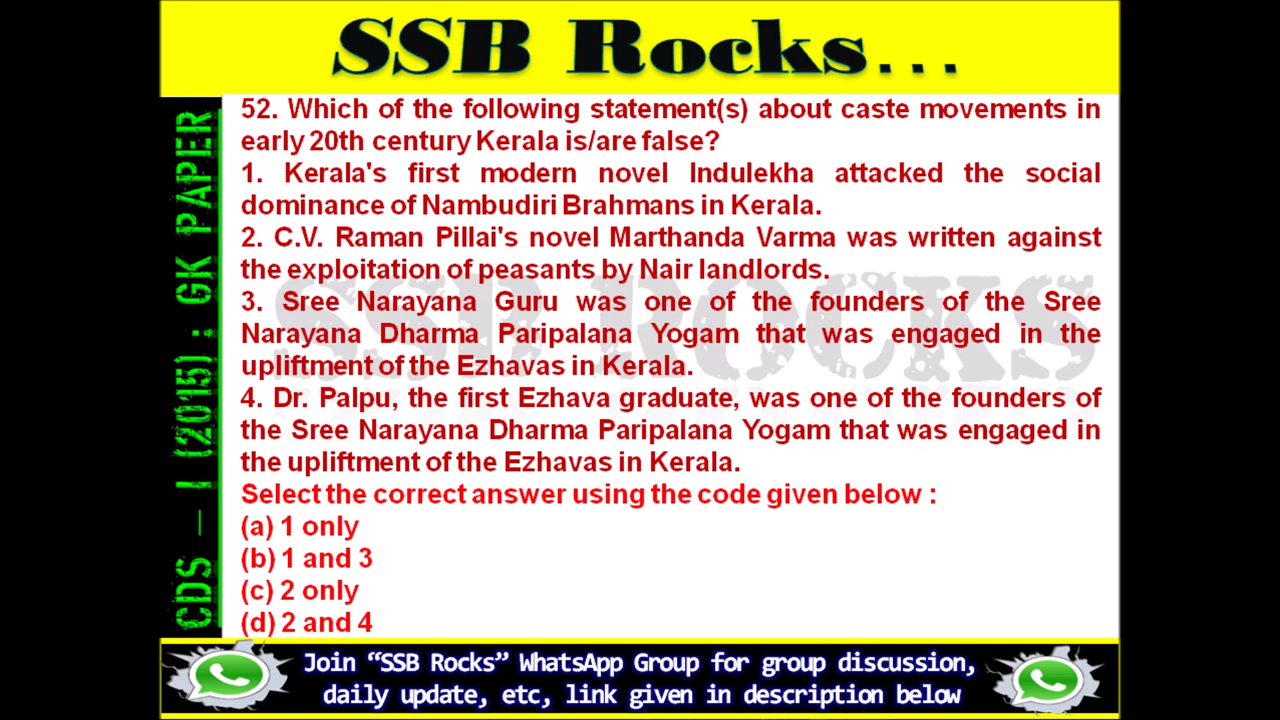 SSB Rocks...
CDS – I (2015) : GK PAPER
52. Which of the following statement(s) about caste movements in
early 20th century Kerala is/are false?
1. Kerala's first modern novel Indulekha attacked the social
dominance of Nambudiri Brahmans in Kerala.
2. C.V. Raman Pillai's novel Marthanda Varma was written against
the exploitation of peasants by Nair landlords.
3. Sree Narayana Guru was one of the founders of the Sree
Narayana Dharma Paripalana Yogam that was engaged in the
upliftment of the Ezhavas in Kerala.
4. Dr. Palpu, the first Ezhava graduate, was one of the founders of
the Sree Narayana Dharma Paripalana Yogam that was engaged in
the upliftment of the Ezhavas in Kerala.
Select the correct answer using the code given below :
(a) 1 only
(b) 1 and 3
(c) 2 only
(d) 2 and 4
SSB ROCKS
Join “SSB Rocks” WhatsApp Group for group discussion,
daily update, etc, link given in description below